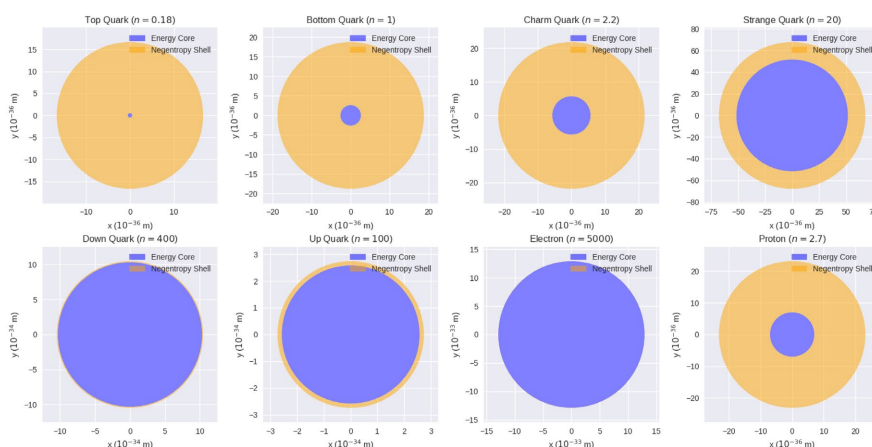 Top Quark (n = 0.18)
Energy Core
Negentropy Shell
15
10
5
0
−5
−10
−15
y (10⁻³⁶ m)
−10 0 10
x (10⁻³⁶ m)
Bottom Quark (n = 1)
Energy Core
Negentropy Shell
20
15
10
5
0
−5
−10
−15
−20
y (10⁻³⁶ m)
−20 −10 0 10 20
x (10⁻³⁶ m)
Charm Quark (n = 2.2)
Energy Core
Negentropy Shell
20
10
0
−10
−20
y (10⁻³⁶ m)
−20 −10 0 10 20
x (10⁻³⁶ m)
Strange Quark (n = 20)
Energy Core
Negentropy Shell
80
60
40
20
0
−20
−40
−60
−80
y (10⁻³⁶ m)
−75 −50 −25 0 25 50
x (10⁻³⁶ m)
Down Quark (n = 400)
Energy Core
Negentropy Shell
10
5
0
−5
−10
y (10⁻³⁴ m)
−10 −5 0 5 10
x (10⁻³⁴ m)
Up Quark (n = 100)
Energy Core
Negentropy Shell
3
2
1
0
−1
−2
−3
y (10⁻³⁴ m)
−3 −2 −1 0 1 2 3
x (10⁻³⁴ m)
Electron (n = 5000)
Energy Core
Negentropy Shell
15
10
5
0
−5
−10
−15
y (10⁻³³ m)
−15 −10 −5 0 5 10 15
x (10⁻³³ m)
Proton (n = 2.7)
Energy Core
Negentropy Shell
20
10
0
−10
−20
y (10⁻³⁶ m)
−20 −10 0 10 20
x (10⁻³⁶ m)